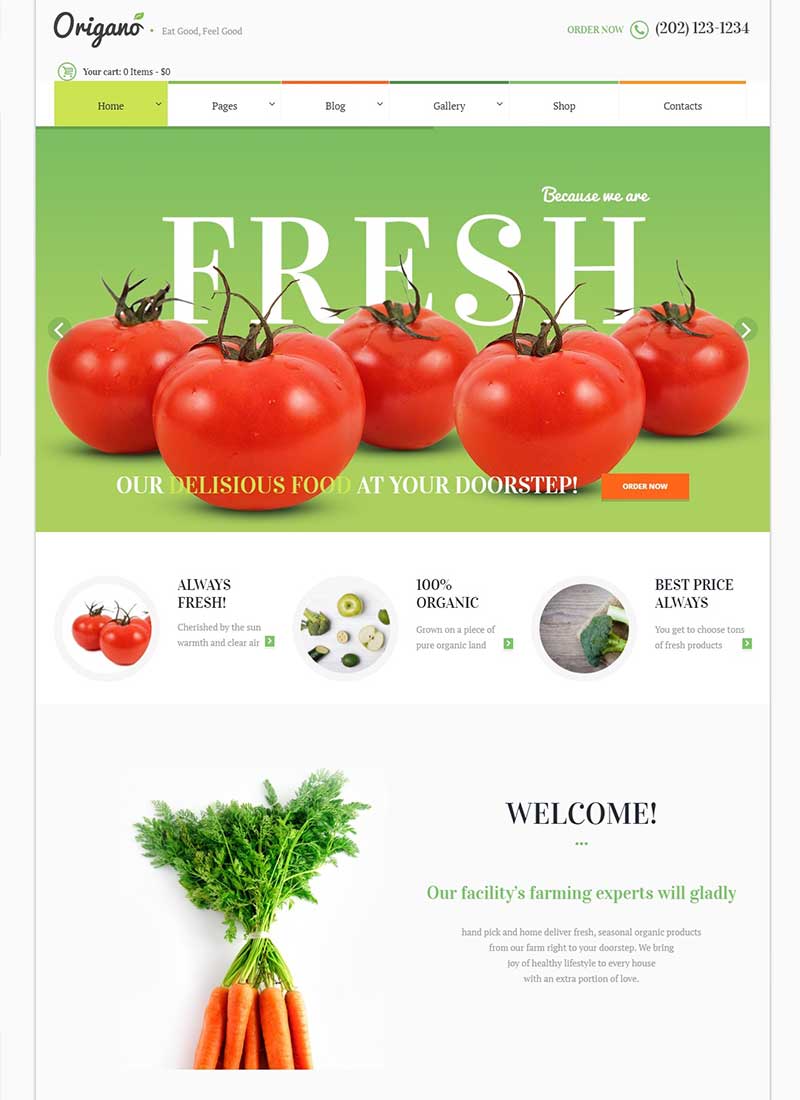 Origano
Eat Good, Feel Good
ORDER NOW (202) 123-1234
Your cart: 0 Items - $0
Home Pages Blog Gallery Shop Contacts
Because we are
FRESH
OUR DELISIOUS FOOD AT YOUR DOORSTEP!
ORDER NOW
ALWAYS
FRESH!
Cherished by the sun
warmth and clear air
100%
ORGANIC
Grown on a piece of
pure organic land
BEST PRICE
ALWAYS
You get to choose tons
of fresh products
WELCOME!
Our facility's farming experts will gladly
hand pick and home deliver fresh, seasonal organic products
from our farm right to your doorstep. We bring
joy of healthy lifestyle to every house
with an extra portion of love.